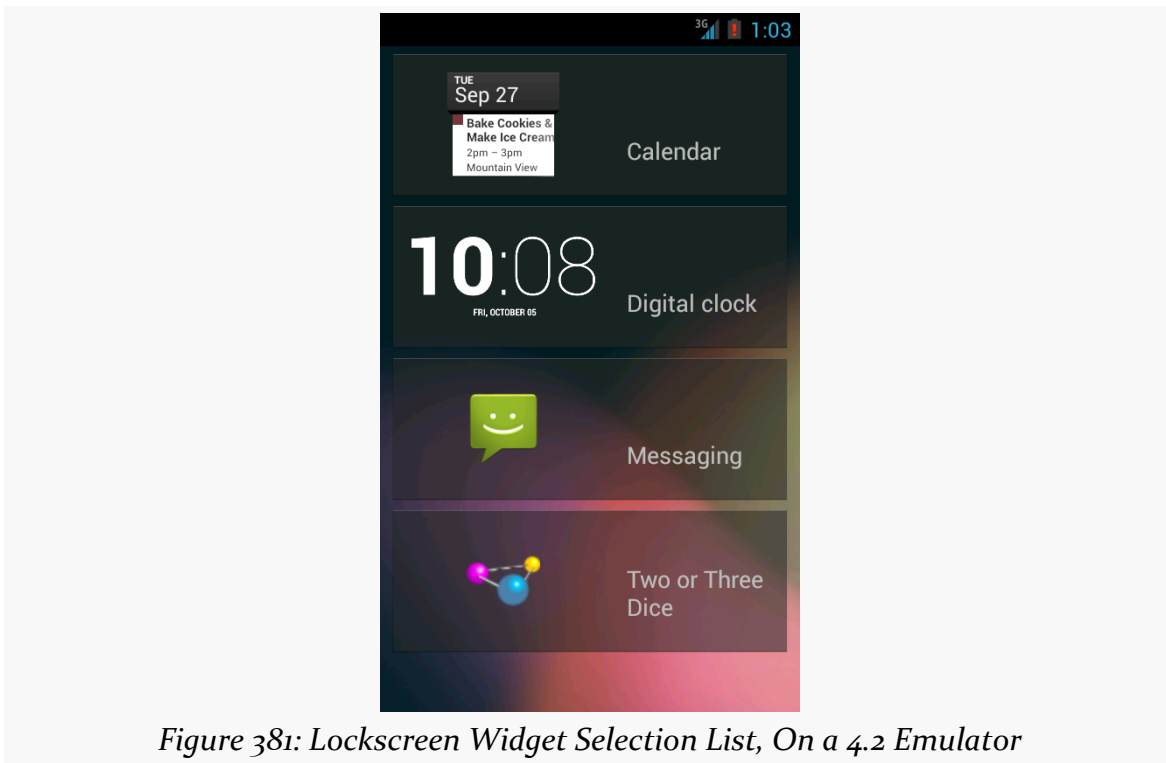 3G 1:03
TUE
Sep 27
Bake Cookies &
Make Ice Cream
2pm – 3pm
Mountain View
Calendar
10:08
FRI, OCTOBER 05
Digital clock
Messaging
Two or Three
Dice
Figure 381: Lockscreen Widget Selection List, On a 4.2 Emulator